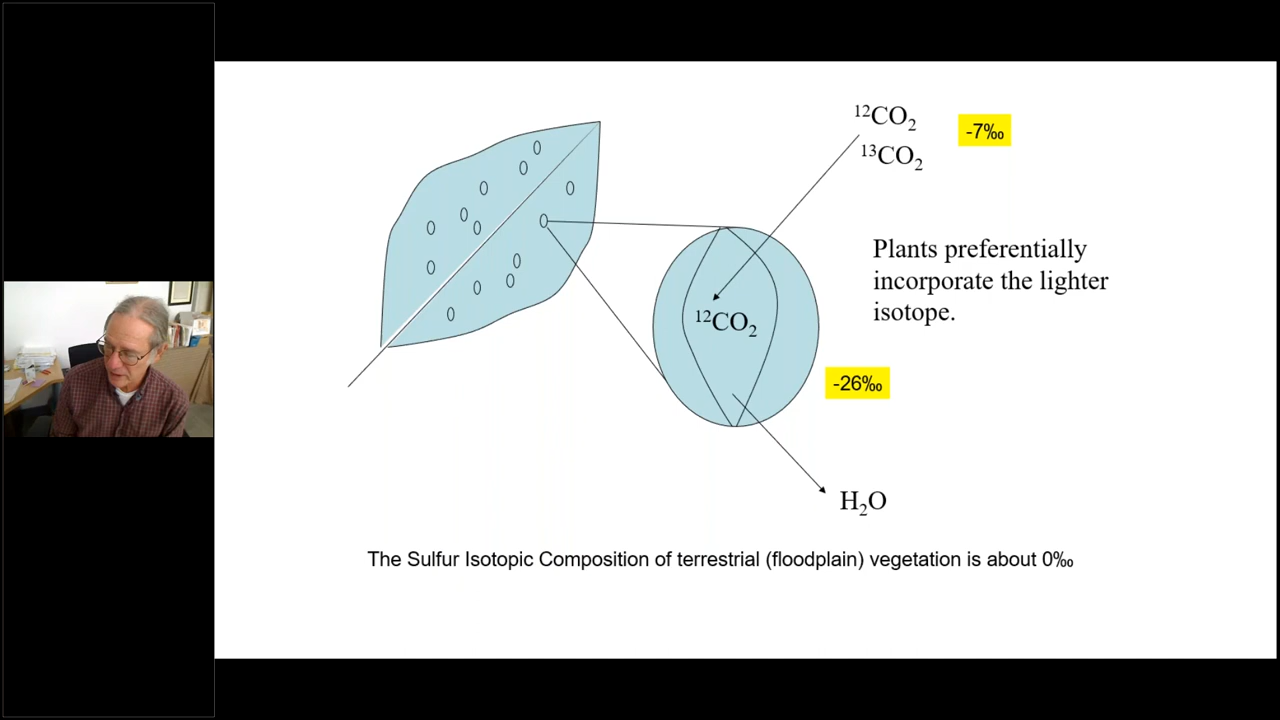 ¹²CO₂
-7‰
¹³CO₂
Plants preferentially
incorporate the lighter
isotope.
¹²CO₂
-26‰
H₂O
The Sulfur Isotopic Composition of terrestrial (floodplain) vegetation is about 0‰